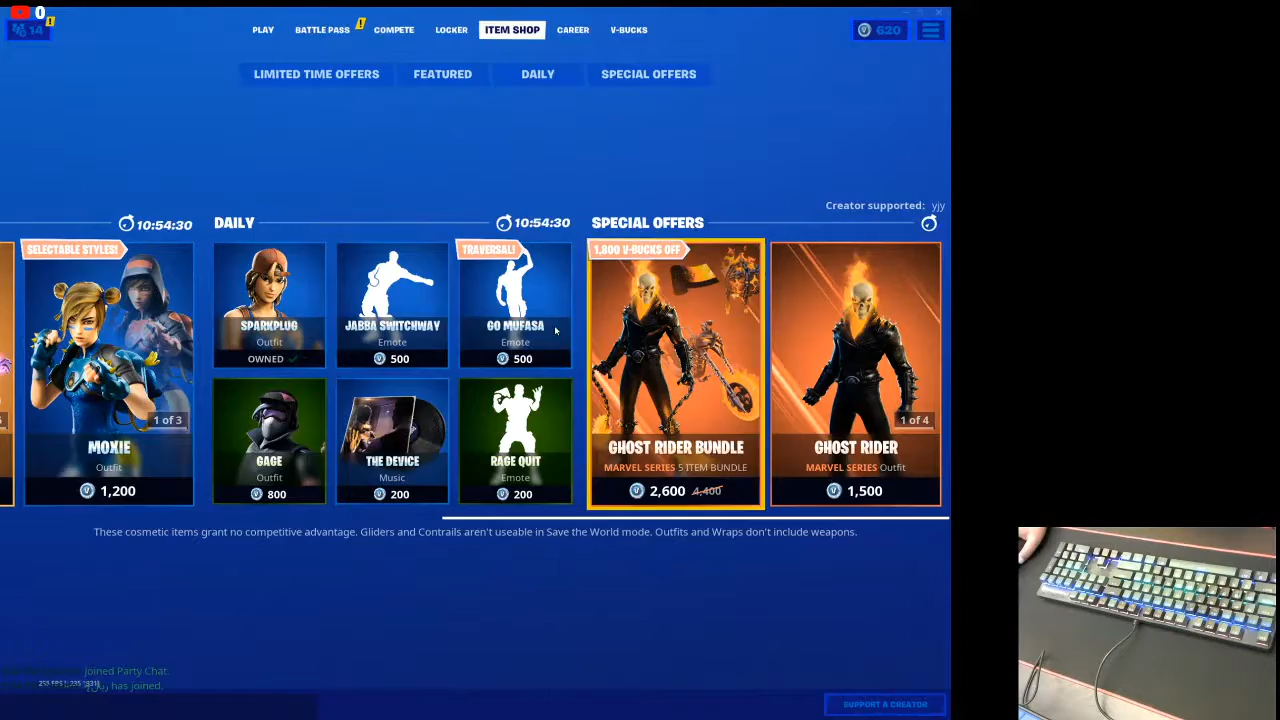 0
14
PLAY
BATTLE PASS
COMPETE
LOCKER
ITEM SHOP
CAREER
V-BUCKS
620
LIMITED TIME OFFERS
FEATURED
DAILY
SPECIAL OFFERS
Creator supported: yjy
10:54:30
DAILY
10:54:30
SPECIAL OFFERS
SELECTABLE STYLES!
1 of 3
MOXIE
Outfit
1,200
SPARKPLUG
Outfit
OWNED
JABBA SWITCHWAY
Emote
500
TRAVERSAL!
GO MUFASA
Emote
500
GAGE
Outfit
800
THE DEVICE
Music
200
RAGE QUIT
Emote
200
1,800 V-BUCKS OFF
GHOST RIDER BUNDLE
MARVEL SERIES 5 ITEM BUNDLE
2,600 4,400
1 of 4
GHOST RIDER
MARVEL SERIES Outfit
1,500
These cosmetic items grant no competitive advantage. Gliders and Contrails aren't useable in Save the World mode. Outfits and Wraps don't include weapons.
joined Party Chat.
has joined.
SUPPORT A CREATOR